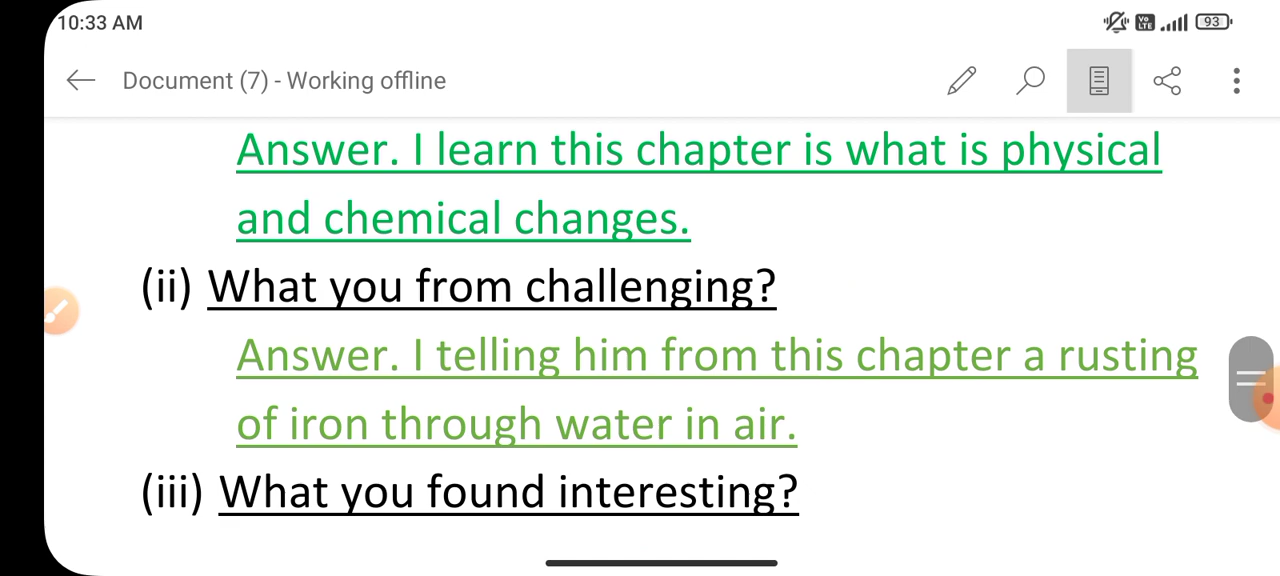 10:33 AM
Vo LTE 93
Document (7) - Working offline
Answer. I learn this chapter is what is physical
and chemical changes.
(ii) What you from challenging?
Answer. I telling him from this chapter a rusting
of iron through water in air.
(iii) What you found interesting?